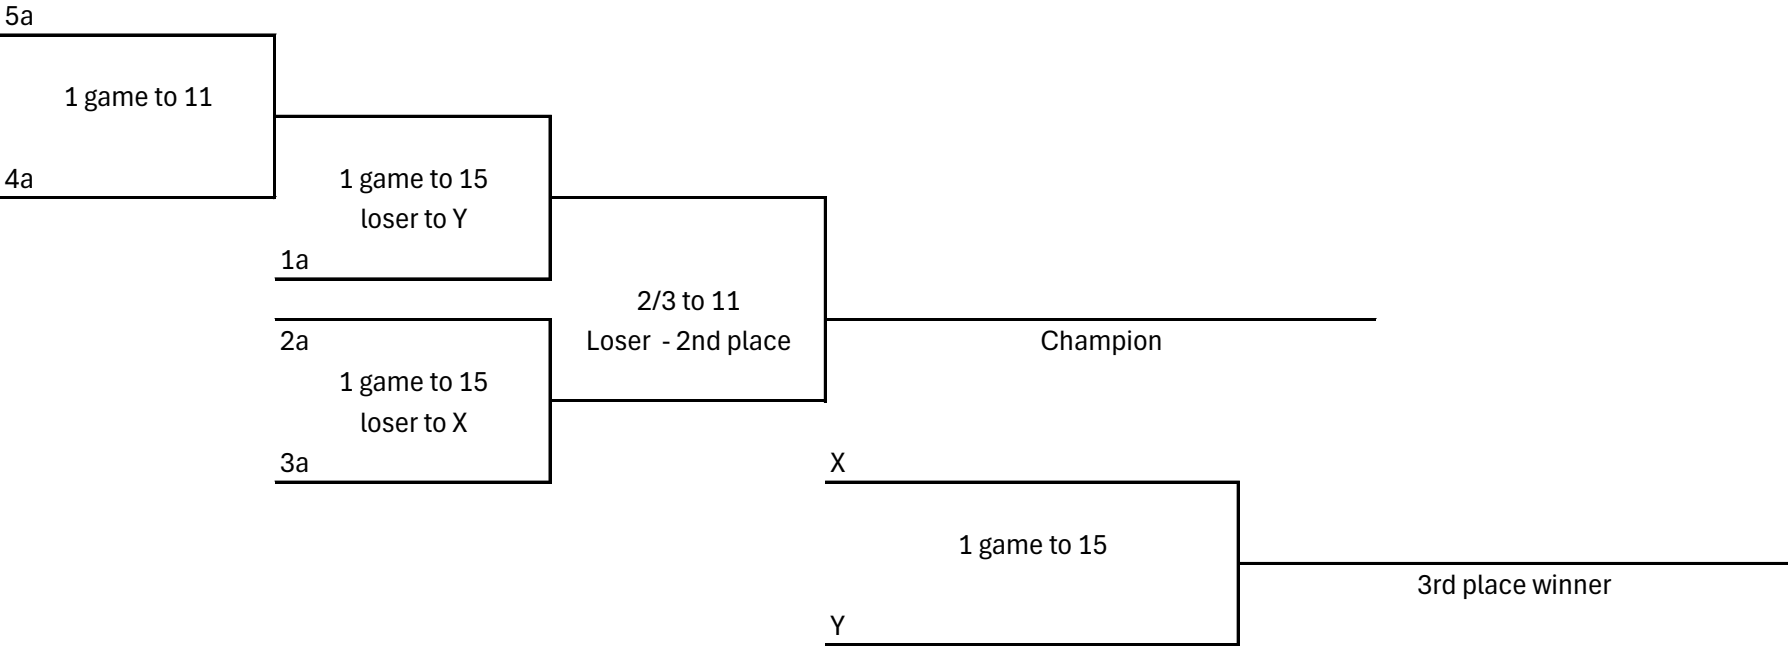 5a
1 game to 11
4a
1 game to 15
loser to Y
1a
2/3 to 11
Loser  - 2nd place
2a
Champion
1 game to 15
loser to X
3a
X
1 game to 15
3rd place winner
Y